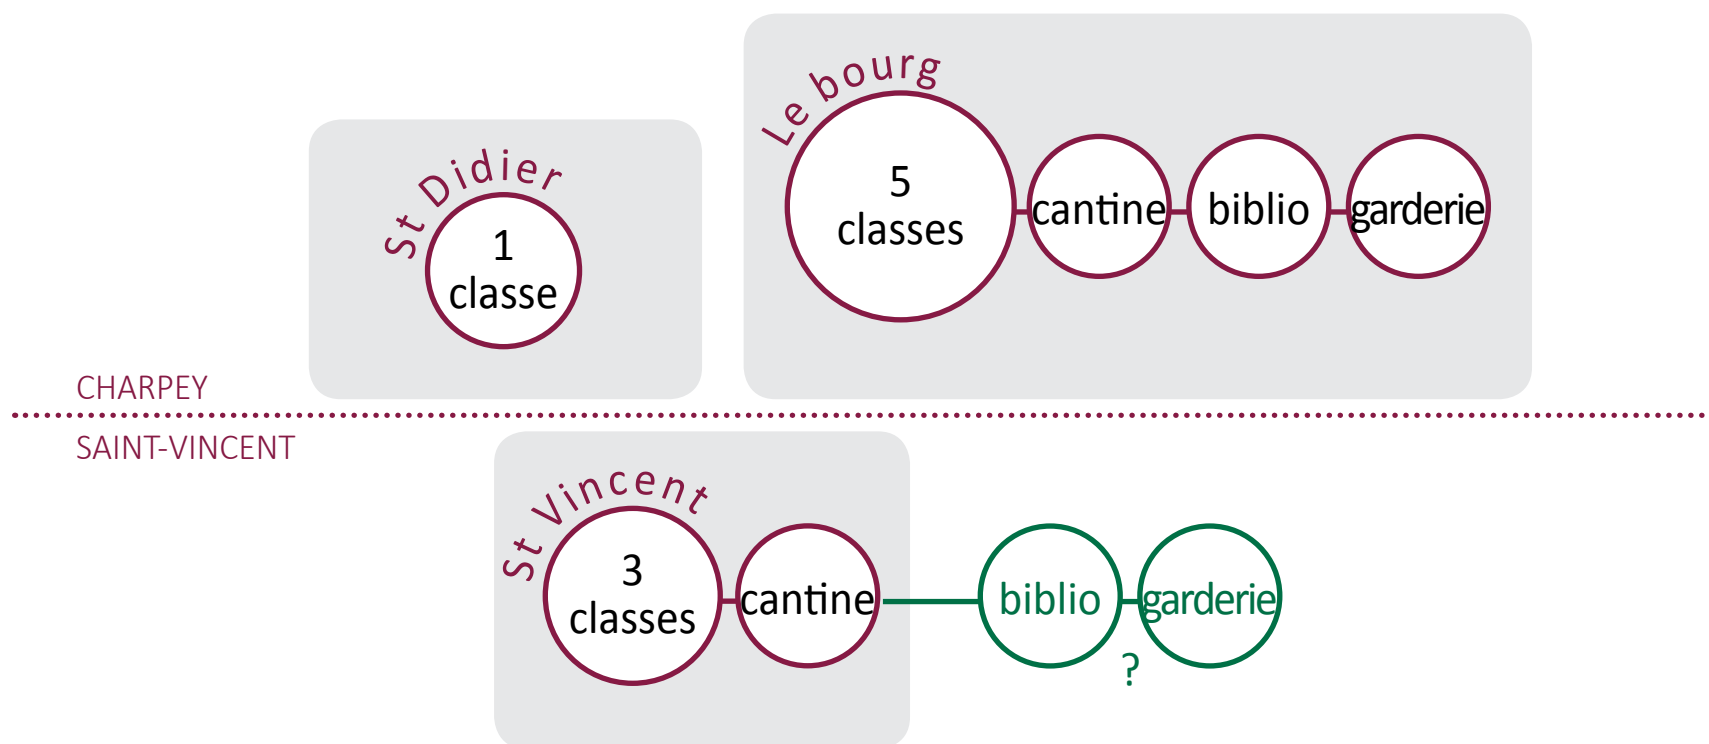 Le bourg
5
classes
cantine
biblio
garderie
St Didier
1
classe
CHARPEY
SAINT-VINCENT
St Vincent
3
classes
cantine
biblio
garderie
?